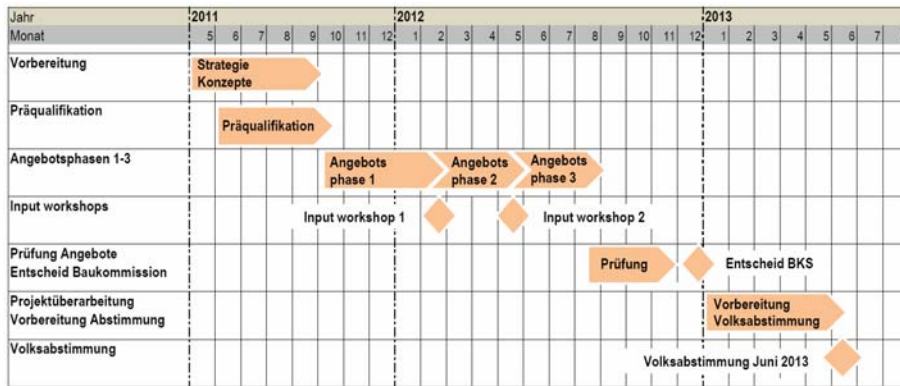 Jahr 2011 2012 2013
Monat 5 6 7 8 9 10 11 12 1 2 3 4 5 6 7 8 9 10 11 12 1 2 3 4 5 6 7
Vorbereitung
Strategie
Konzepte
Präqualifikation
Präqualifikation
Angebotsphasen 1-3
Angebots
phase 1
Angebots
phase 2
Angebots
phase 3
Input workshops
Input workshop 1
Input workshop 2
Prüfung Angebote
Entscheid Baukommission
Prüfung
Entscheid BKS
Projektüberarbeitung
Vorbereitung Abstimmung
Vorbereitung
Volksabstimmung
Volksabstimmung
Volksabstimmung Juni 2013